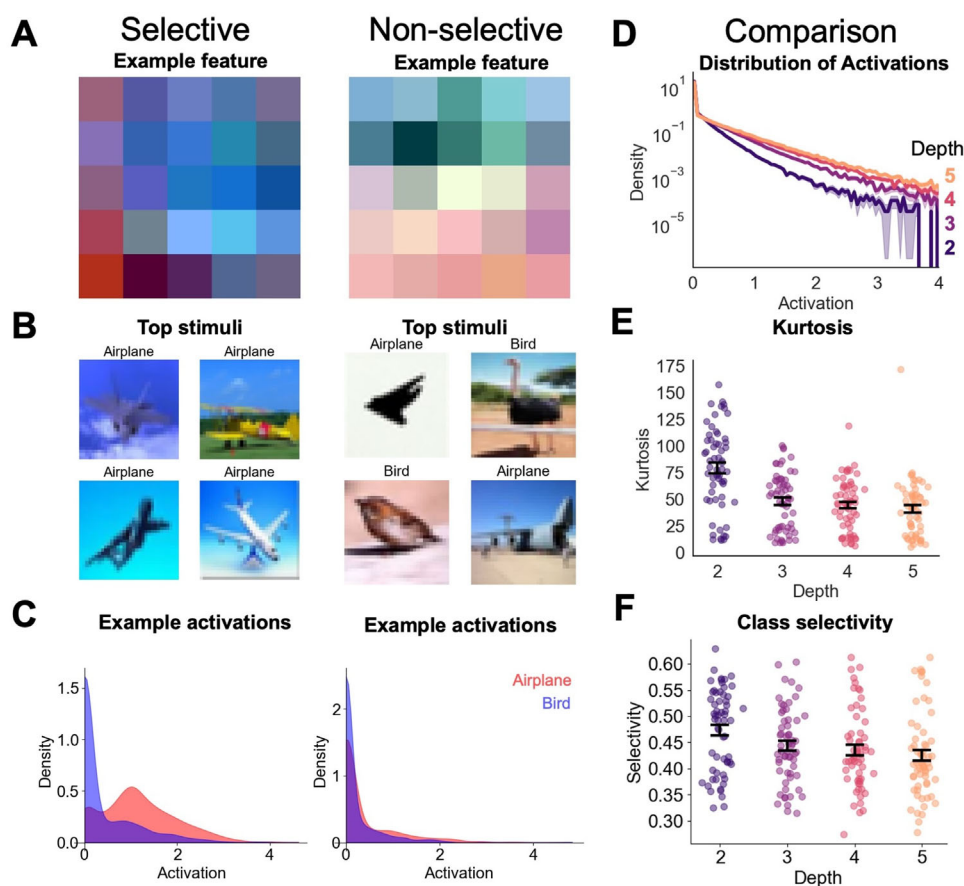 A
Selective
Example feature
Non-selective
Example feature
B
Top stimuli
Airplane
Airplane
Airplane
Airplane
Top stimuli
Airplane
Bird
Bird
Airplane
C
Example activations
1.5
1.0
0.5
0.0
Density
0
2
4
Activation
Example activations
Airplane
Bird
2
1
0
Density
0
2
4
Activation
D
Comparison
Distribution of Activations
10⁻¹
10⁻³
10⁻⁵
Density
0
1
2
3
4
Activation
Depth
5
4
3
2
E
Kurtosis
175
150
125
100
75
50
25
0
Kurtosis
2
3
4
5
Depth
F
Class selectivity
0.60
0.55
0.50
0.45
0.40
0.35
0.30
Selectivity
2
3
4
5
Depth